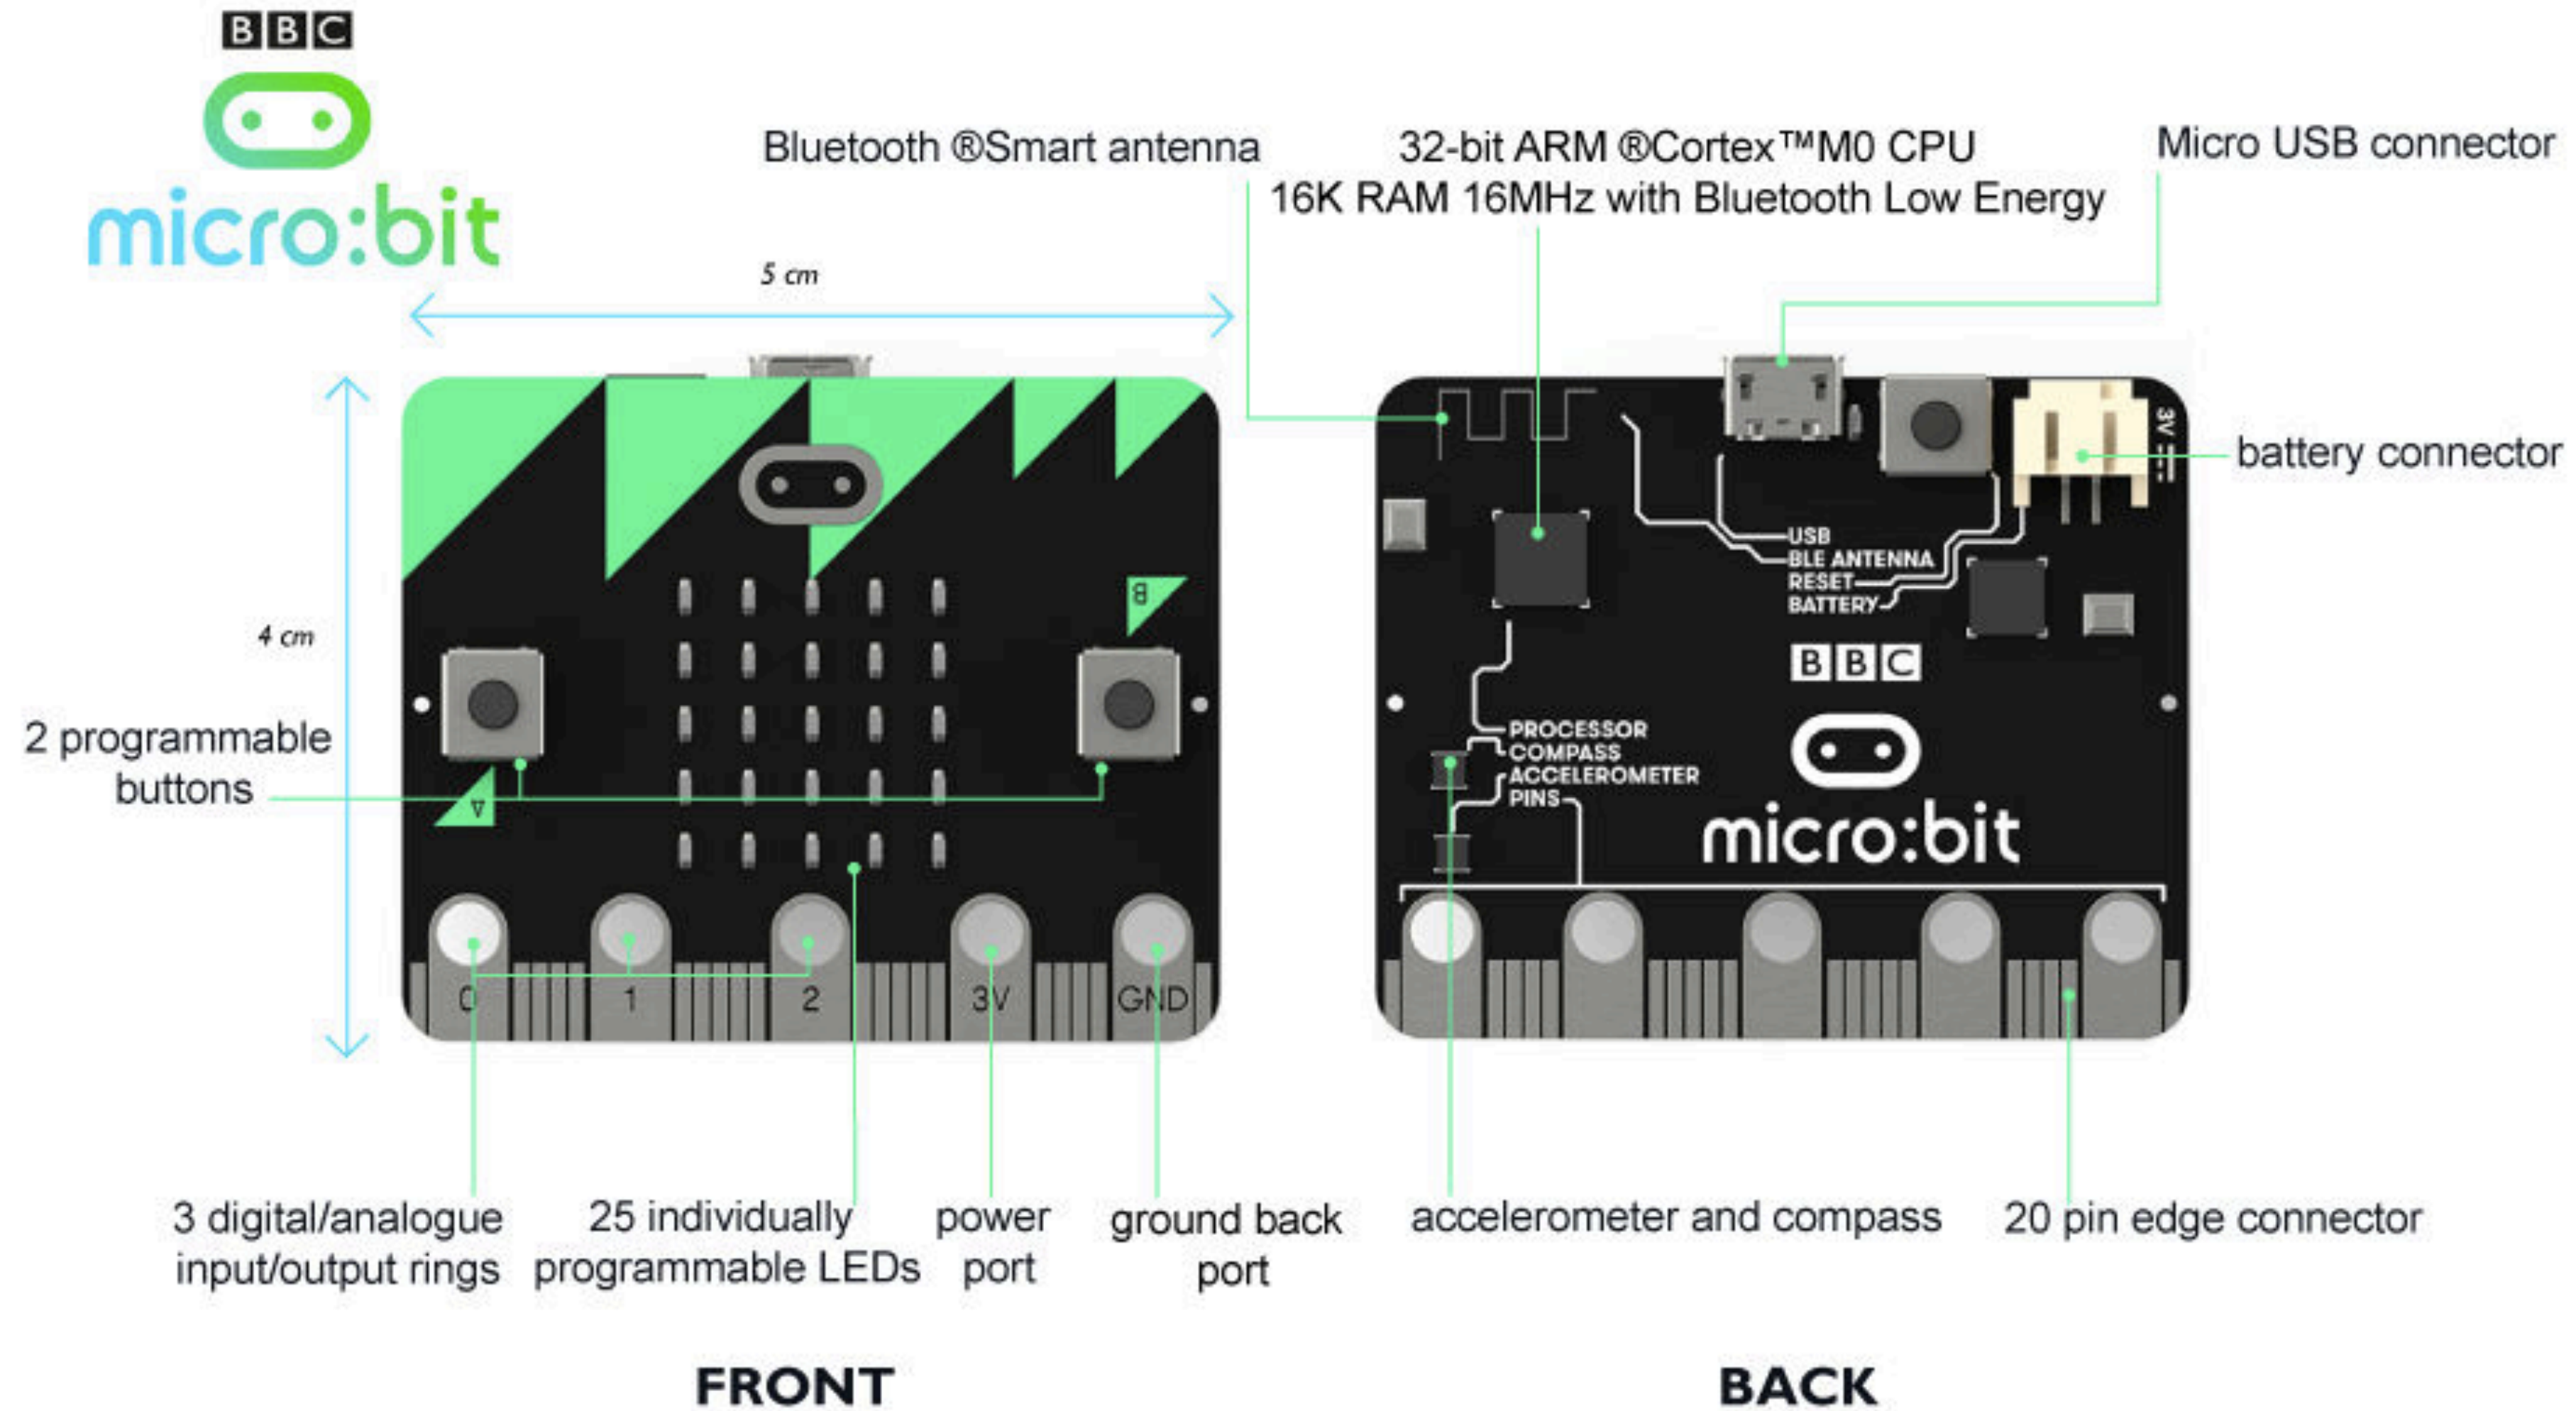 BBC
micro:bit
Bluetooth ®Smart antenna
32-bit ARM ®Cortex™M0 CPU
16K RAM 16MHz with Bluetooth Low Energy
Micro USB connector
5 cm
4 cm
battery connector
3V
B
2 programmable
buttons
A
0
1
2
3V
GND
USB
BLE ANTENNA
RESET
BATTERY
BBC
PROCESSOR
COMPASS
ACCELEROMETER
PINS
micro:bit
3 digital/analogue
input/output rings
25 individually
programmable LEDs
power
port
ground back
port
accelerometer and compass
20 pin edge connector
FRONT
BACK